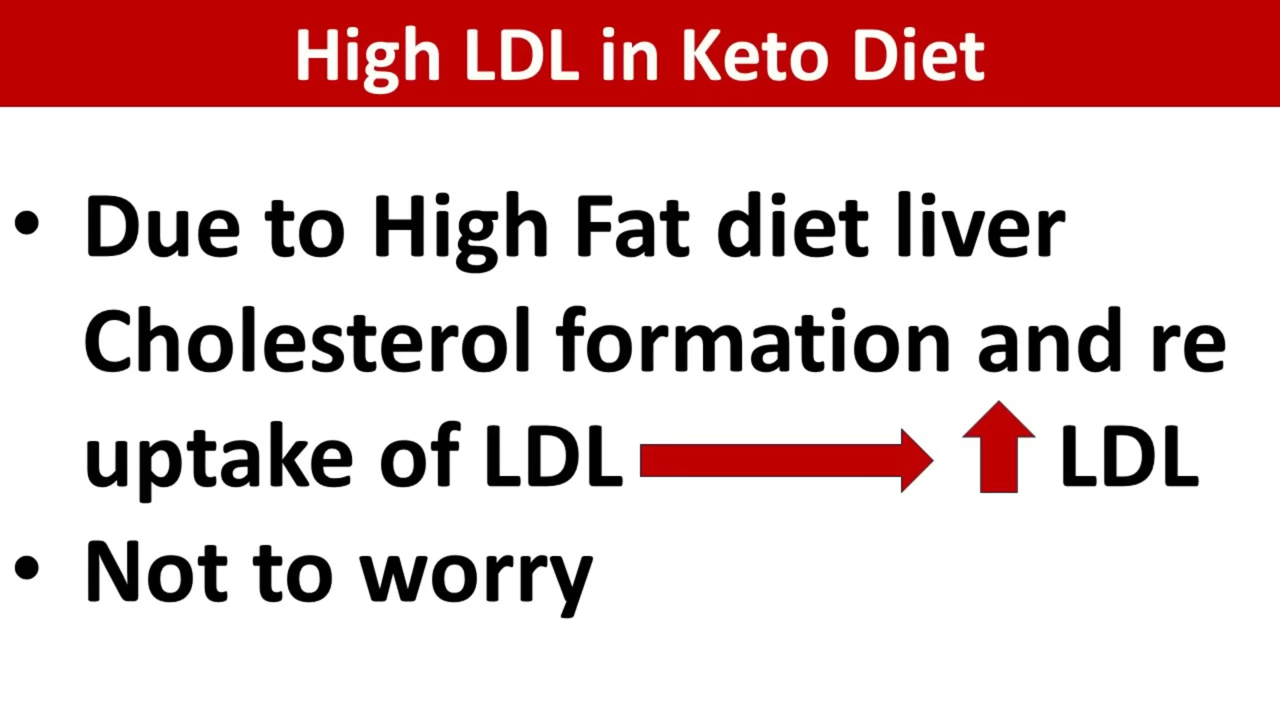 High LDL in Keto Diet
• Due to High Fat diet liver
Cholesterol formation and re
uptake of LDL LDL
• Not to worry